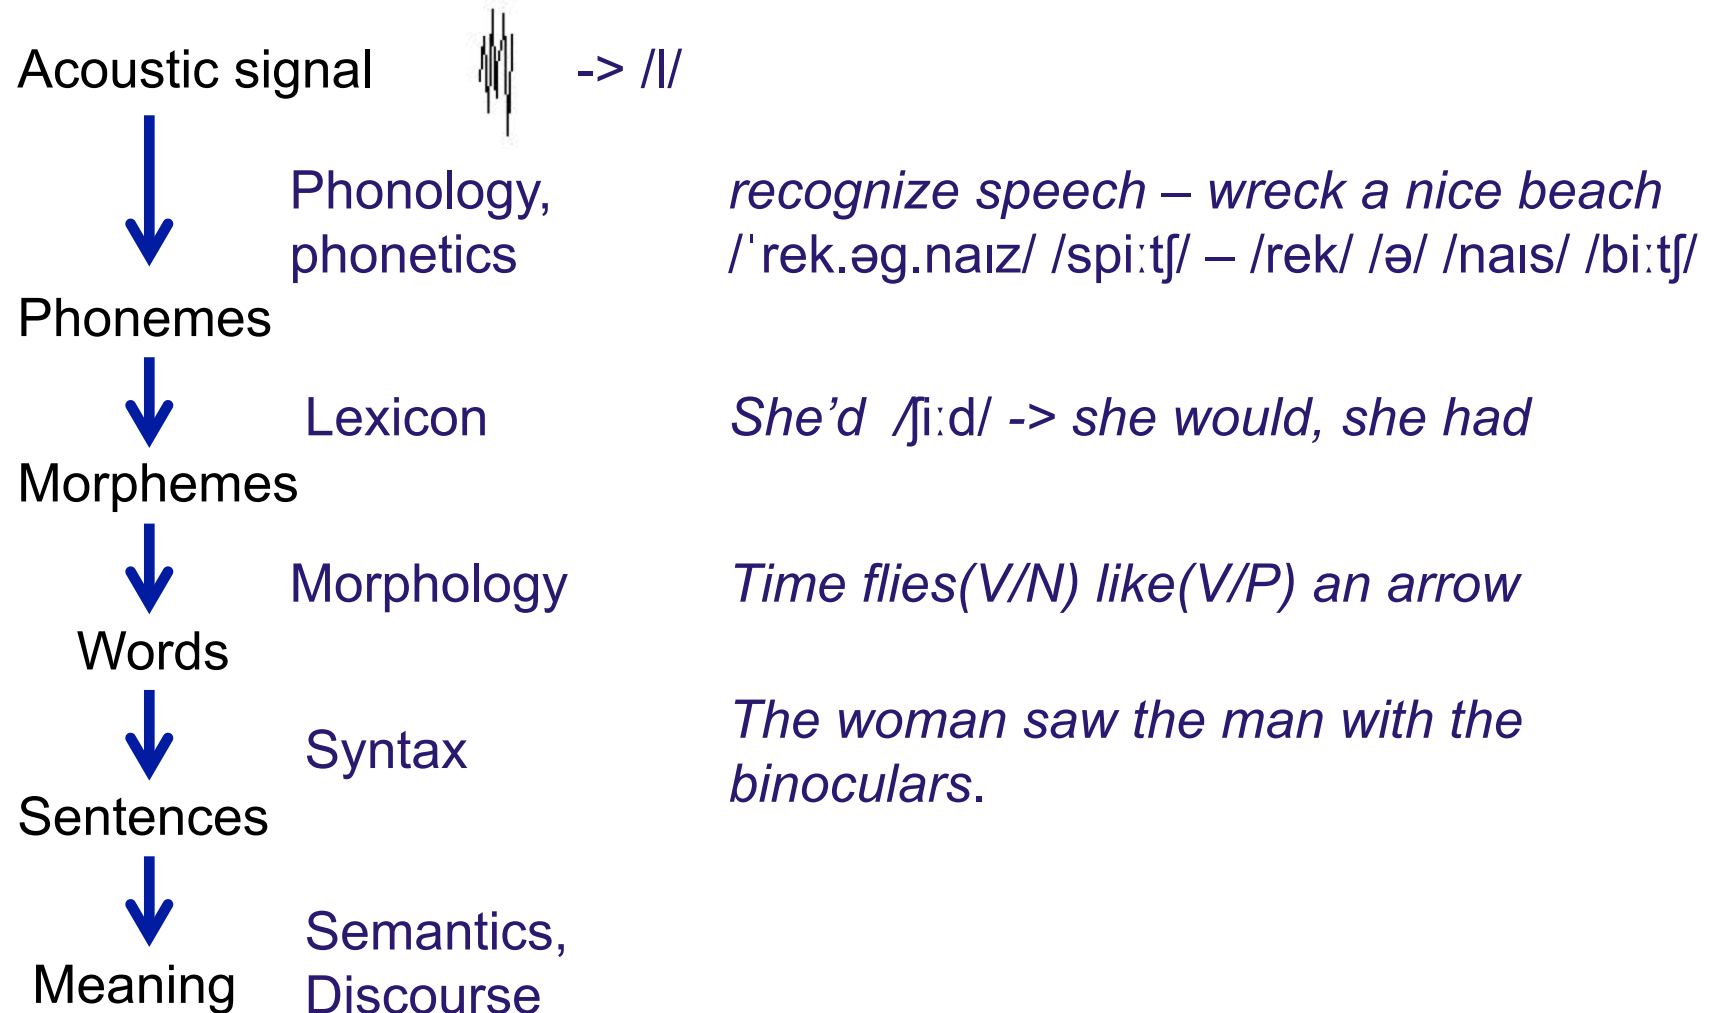 Acoustic signal -> /l/
Phonology, recognize speech – wreck a nice beach
phonetics /ˈrek.əg.naɪz/ /spiːtʃ/ – /rek/ /ə/ /naɪs/ /biːtʃ/
Phonemes
Lexicon She’d /ʃiːd/ -> she would, she had
Morphemes
Morphology Time flies(V/N) like(V/P) an arrow
Words
The woman saw the man with the
Syntax
binoculars.
Sentences
Semantics,
Meaning
Discourse